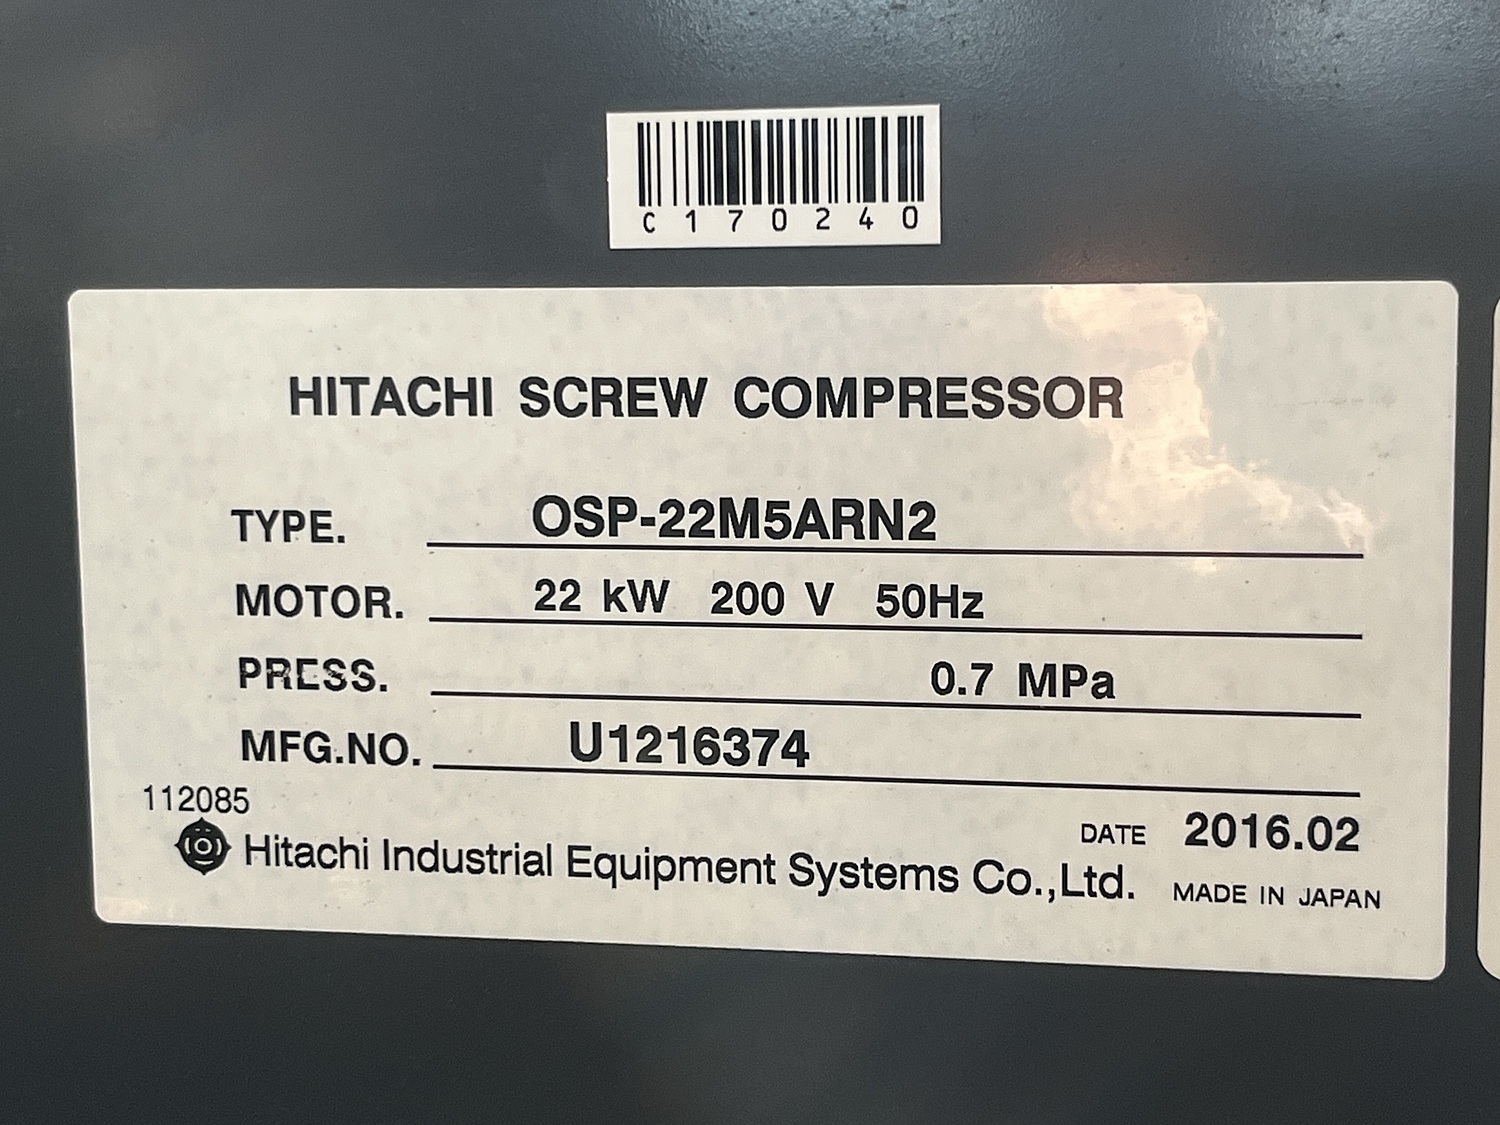 C170240
HITACHI SCREW COMPRESSOR
TYPE. OSP-22M5ARN2
MOTOR. 22 kW 200 V 50Hz
PRESS. 0.7 MPa
MFG.NO. U1216374
112085
DATE 2016.02
Hitachi Industrial Equipment Systems Co.,Ltd. MADE IN JAPAN